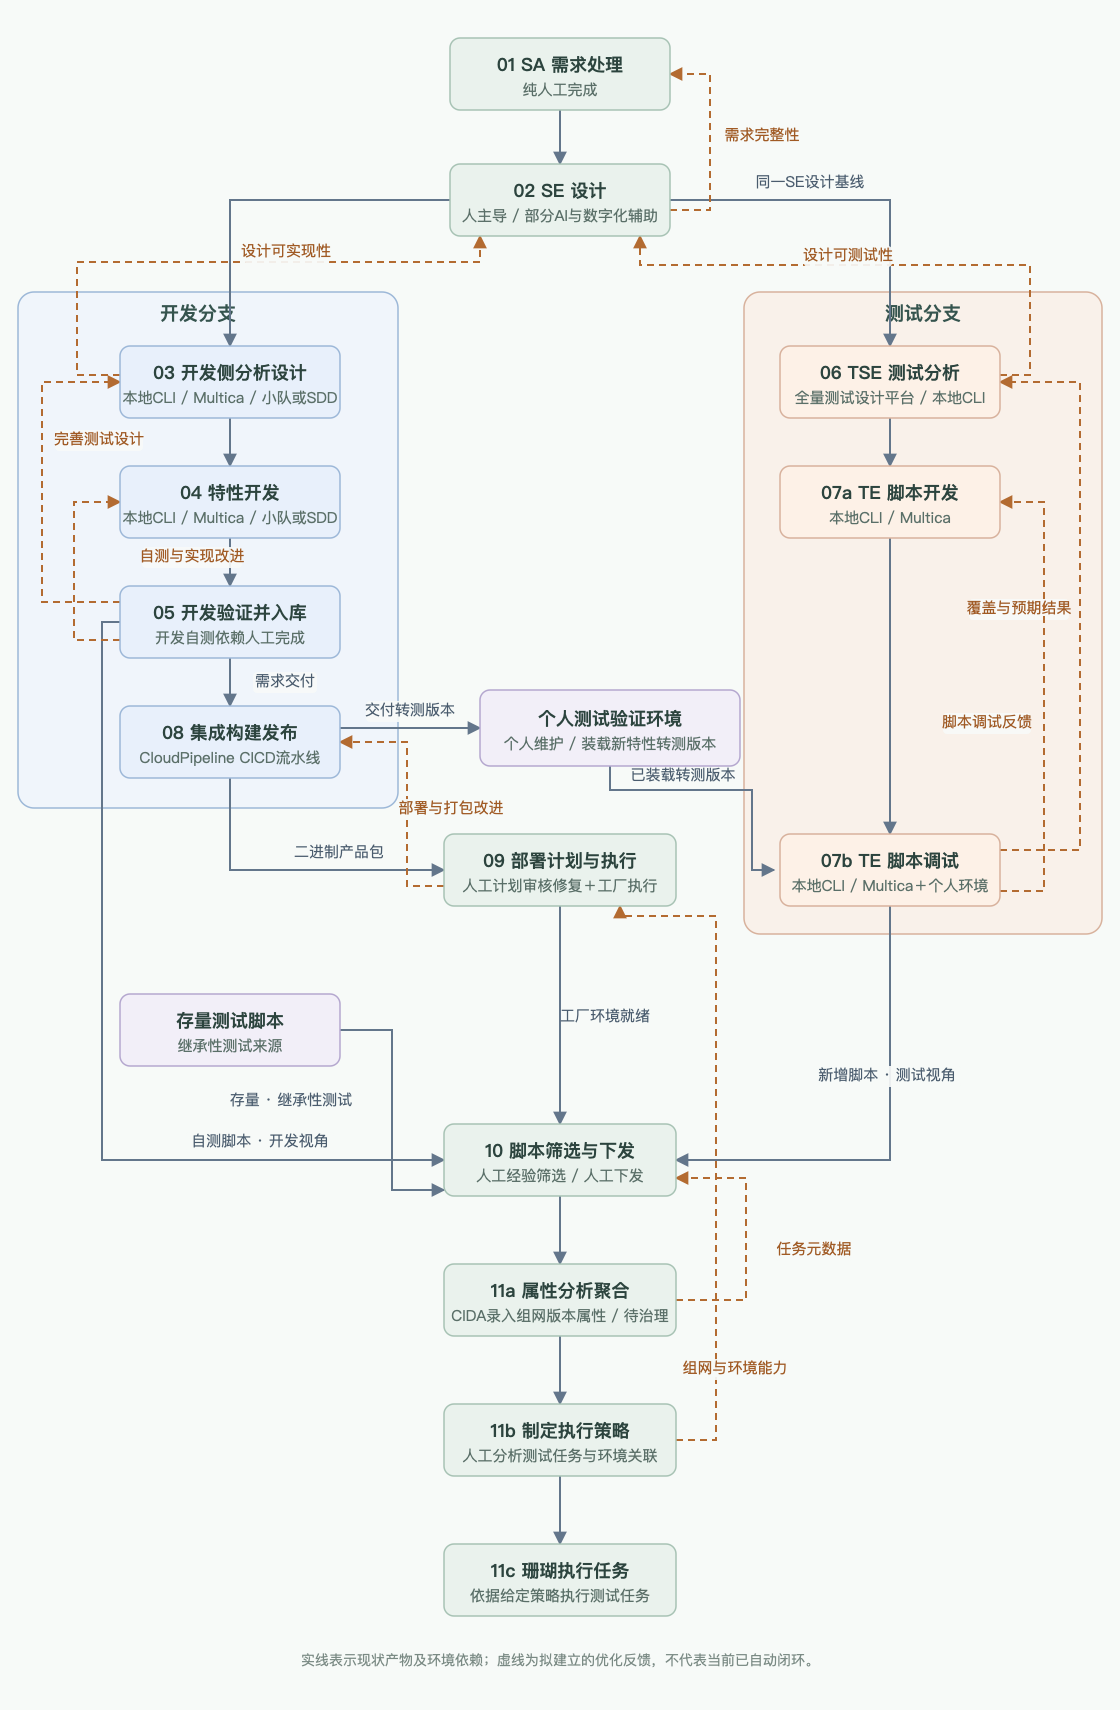 01 SA 需求处理
纯人工完成
需求完整性
02 SE 设计
人主导 / 部分AI与数字化辅助
同一SE设计基线
设计可实现性
设计可测试性
开发分支
测试分支
03 开发侧分析设计
本地CLI / Multica / 小队或SDD
06 TSE 测试分析
全量测试设计平台 / 本地CLI
完善测试设计
04 特性开发
本地CLI / Multica / 小队或SDD
07a TE 脚本开发
本地CLI / Multica
自测与实现改进
05 开发验证并入库
开发自测依赖人工完成
覆盖与预期结果
需求交付
08 集成构建发布
CloudPipeline CICD流水线
交付转测版本
个人测试验证环境
个人维护 / 装载新特性转测版本
脚本调试反馈
已装载转测版本
部署与打包改进
二进制产品包
09 部署计划与执行
人工计划审核修复＋工厂执行
07b TE 脚本调试
本地CLI / Multica＋个人环境
存量测试脚本
继承性测试来源
工厂环境就绪
新增脚本 · 测试视角
存量 · 继承性测试
自测脚本 · 开发视角
10 脚本筛选与下发
人工经验筛选 / 人工下发
任务元数据
11a 属性分析聚合
CIDA录入组网版本属性 / 待治理
组网与环境能力
11b 制定执行策略
人工分析测试任务与环境关联
11c 珊瑚执行任务
依据给定策略执行测试任务
实线表示现状产物及环境依赖；虚线为拟建立的优化反馈，不代表当前已自动闭环。